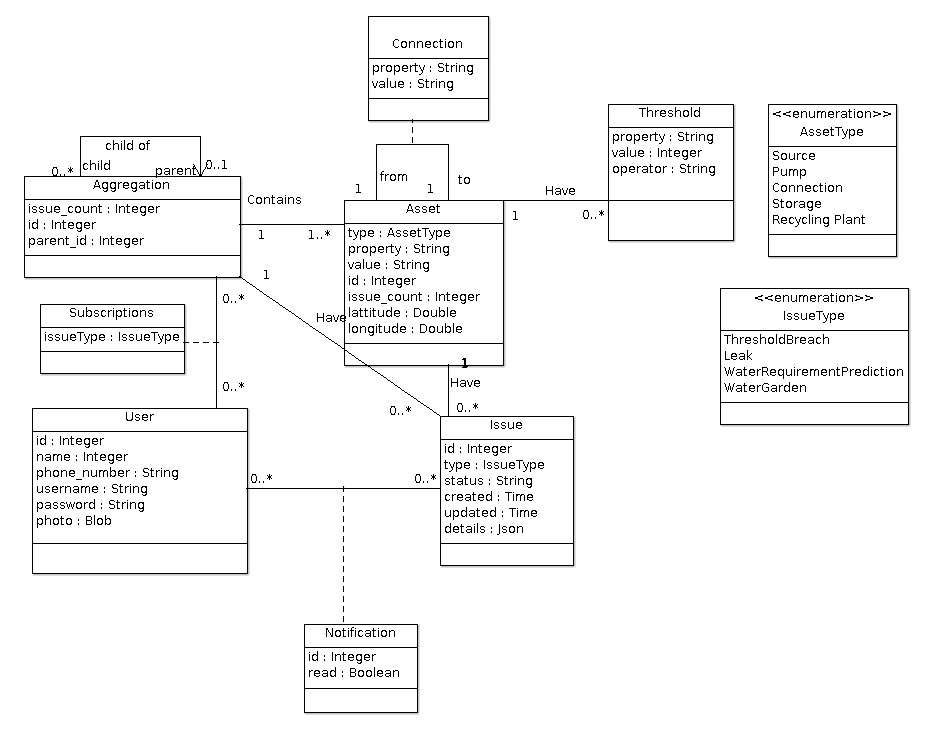 Connection
property : String
value : String
child of
child
parent
0..*
0..1
Aggregation
issue_count : Integer
id : Integer
parent_id : Integer
Contains
1
1..*
from
to
1
1
Asset
type : AssetType
property : String
value : String
id : Integer
issue_count : Integer
lattitude : Double
longitude : Double
Have
1
0..*
Threshold
property : String
value : Integer
operator : String
<<enumeration>>
AssetType
Source
Pump
Connection
Storage
Recycling Plant
<<enumeration>>
IssueType
ThresholdBreach
Leak
WaterRequirementPrediction
WaterGarden
1
Have
0..*
0..*
Subscriptions
issueType : IssueType
0..*
1
Have
0..*
User
id : Integer
name : Integer
phone_number : String
username : String
password : String
photo : Blob
0..*
0..*
Issue
id : Integer
type : IssueType
status : String
created : Time
updated : Time
details : Json
Notification
id : Integer
read : Boolean